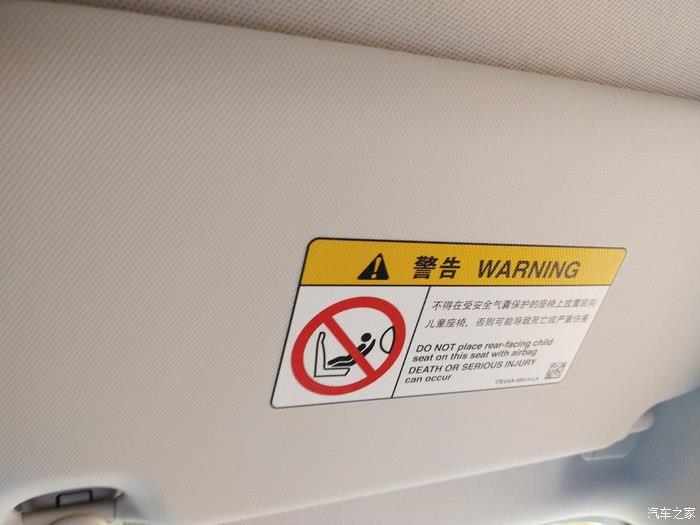 警告 WARNING
不得在受安全气囊保护的座椅上放置后向
儿童座椅，否则可能导致死亡或严重伤害
DO NOT place rear-facing child
seat on this seat with airbag
DEATH OR SERIOUS INJURY
can occur
汽车之家